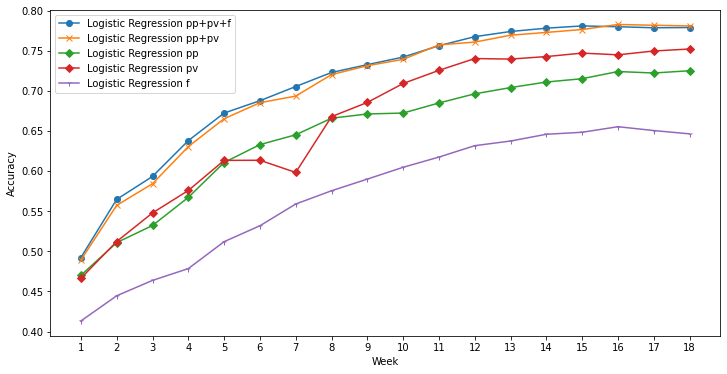 Logistic Regression pp+pv+f
Logistic Regression pp+pv
Logistic Regression pp
Logistic Regression pv
Logistic Regression f
Accuracy
0.80
0.75
0.70
0.65
0.60
0.55
0.50
0.45
0.40
1 2 3 4 5 6 7 8 9 10 11 12 13 14 15 16 17 18
Week